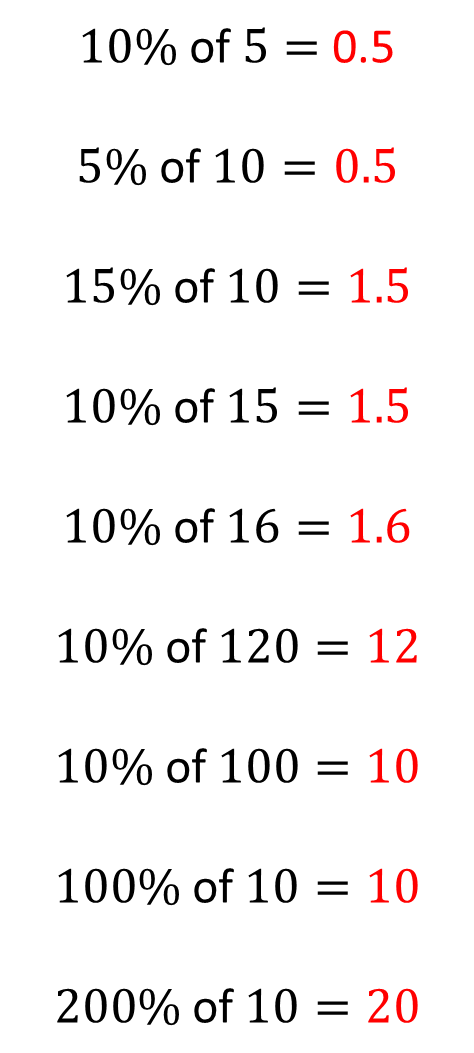 10% of 5 = 0.5
5% of 10 = 0.5
15% of 10 = 1.5
10% of 15 = 1.5
10% of 16 = 1.6
10% of 120 = 12
10% of 100 = 10
100% of 10 = 10
200% of 10 = 20